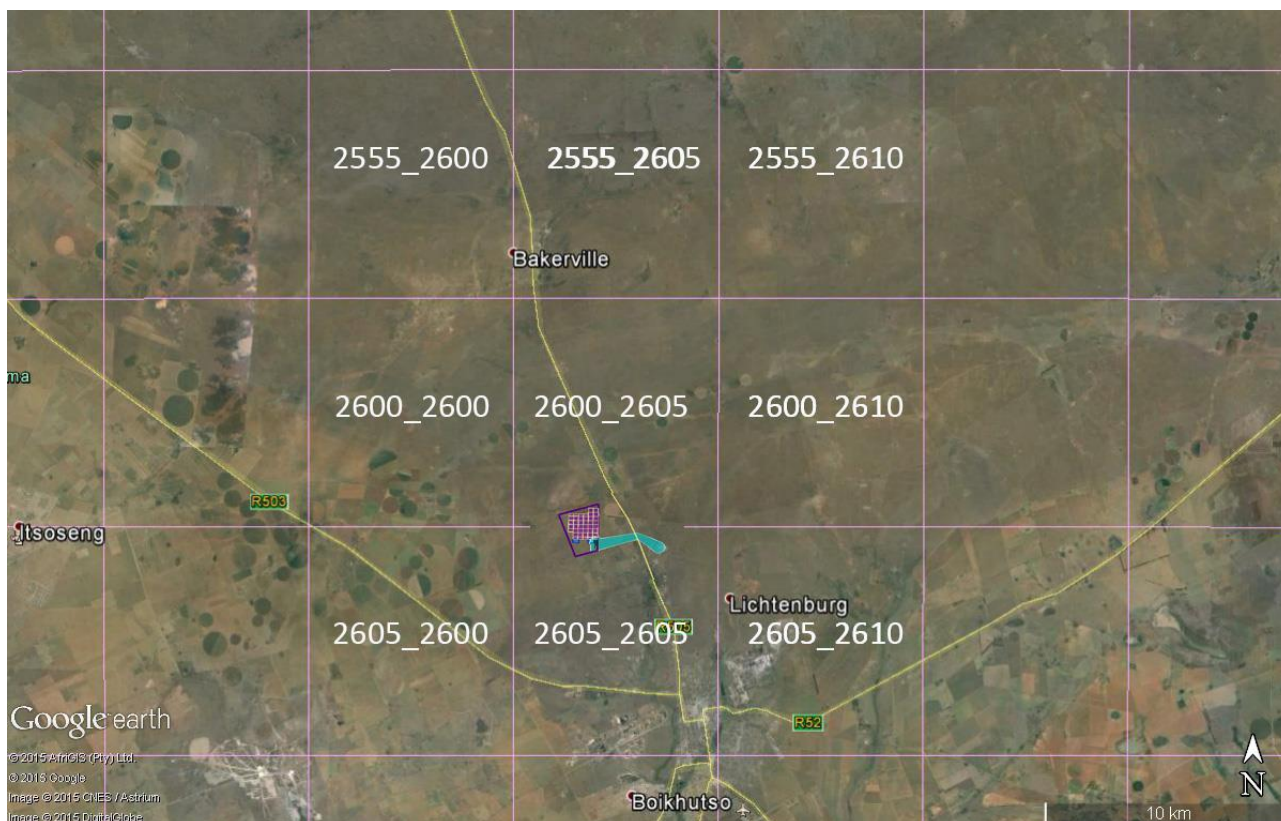 2555_2600 2555_2605 2555_2610
Bakerville
ma
2600_2600 2600_2605 2600_2610
R503
Itsoseng
Lichtenburg
2605_2600 2605_2605 2605_2610
R52
Google earth
© 2015 AfriGIS (Pty) Ltd.
© 2016 Google
Image © 2015 CNES / Astrium
Image © 2015 DigitalGlobe
Boikhutso
N
10 km